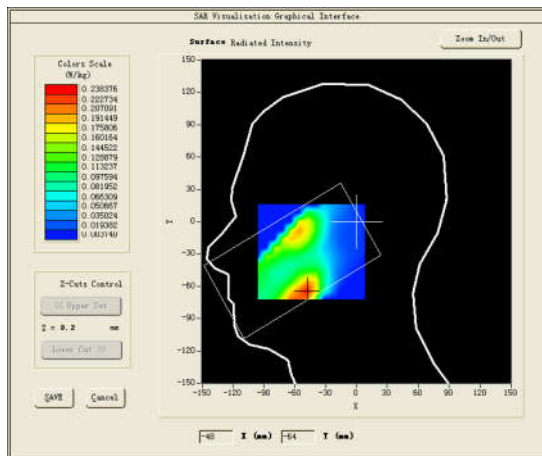 SAR Visualisation Graphical Interface
Surface Radiated Intensity
Zoom In/Out
Colors Scale
(W/kg)
0.238376
0.222734
0.207091
0.191449
0.175806
0.160164
0.144522
0.128879
0.113237
0.097594
0.081952
0.066309
0.050667
0.035024
0.019382
0.003740
Z-Cuts Control
<< Upper Cut
Z = 0.2 mm
Lower Cut >>
SAVE
Cancel
150
120
90
60
30
0
-30
-60
-90
-120
-150
Y
-150 -120 -90 -60 -30 0 30 60 90 120 150
X
-48 X (mm) -64 Y (mm)